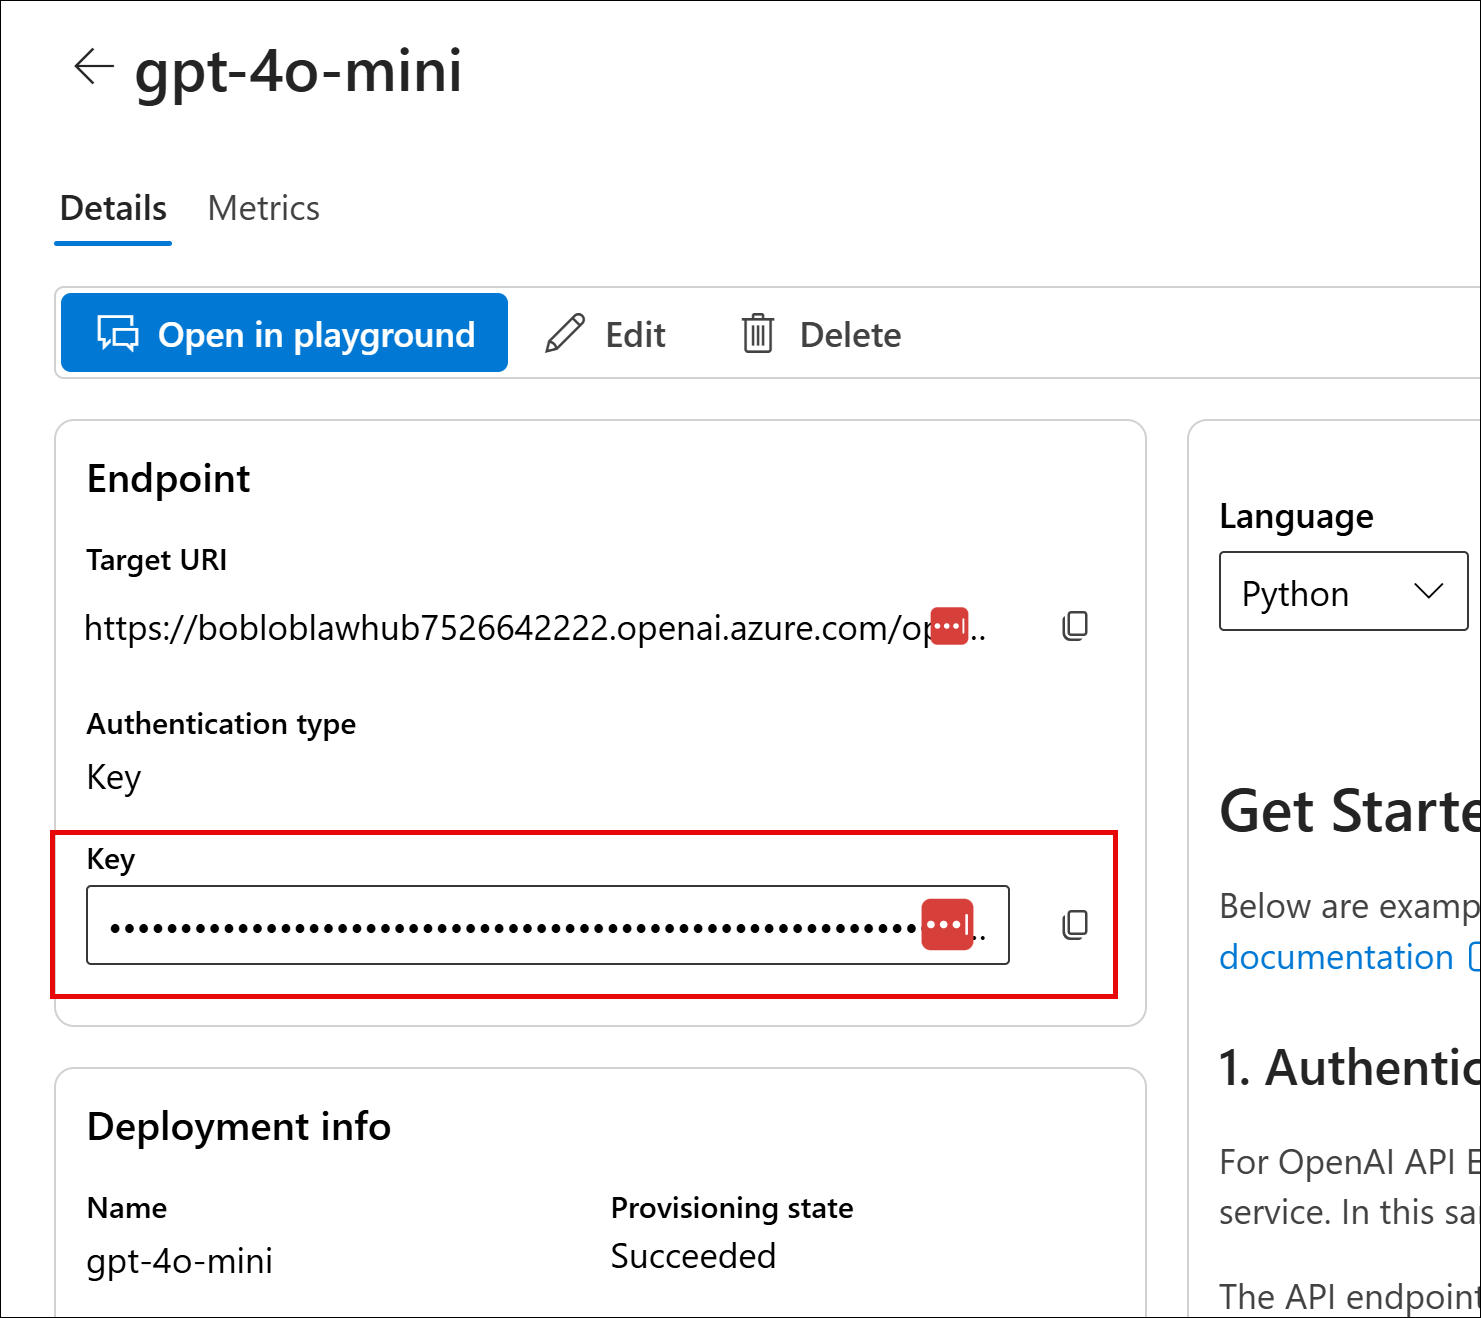 gpt-4o-mini
Details Metrics
Open in playground Edit Delete
Endpoint
Target URI
https://bobloblawhub7526642222.openai.azure.com/op...
Authentication type
Key
Key
Deployment info
Name Provisioning state
gpt-4o-mini Succeeded
Language
Python
Get Starte
Below are examp
documentation
1. Authentic
For OpenAI API E
service. In this sa
The API endpoint